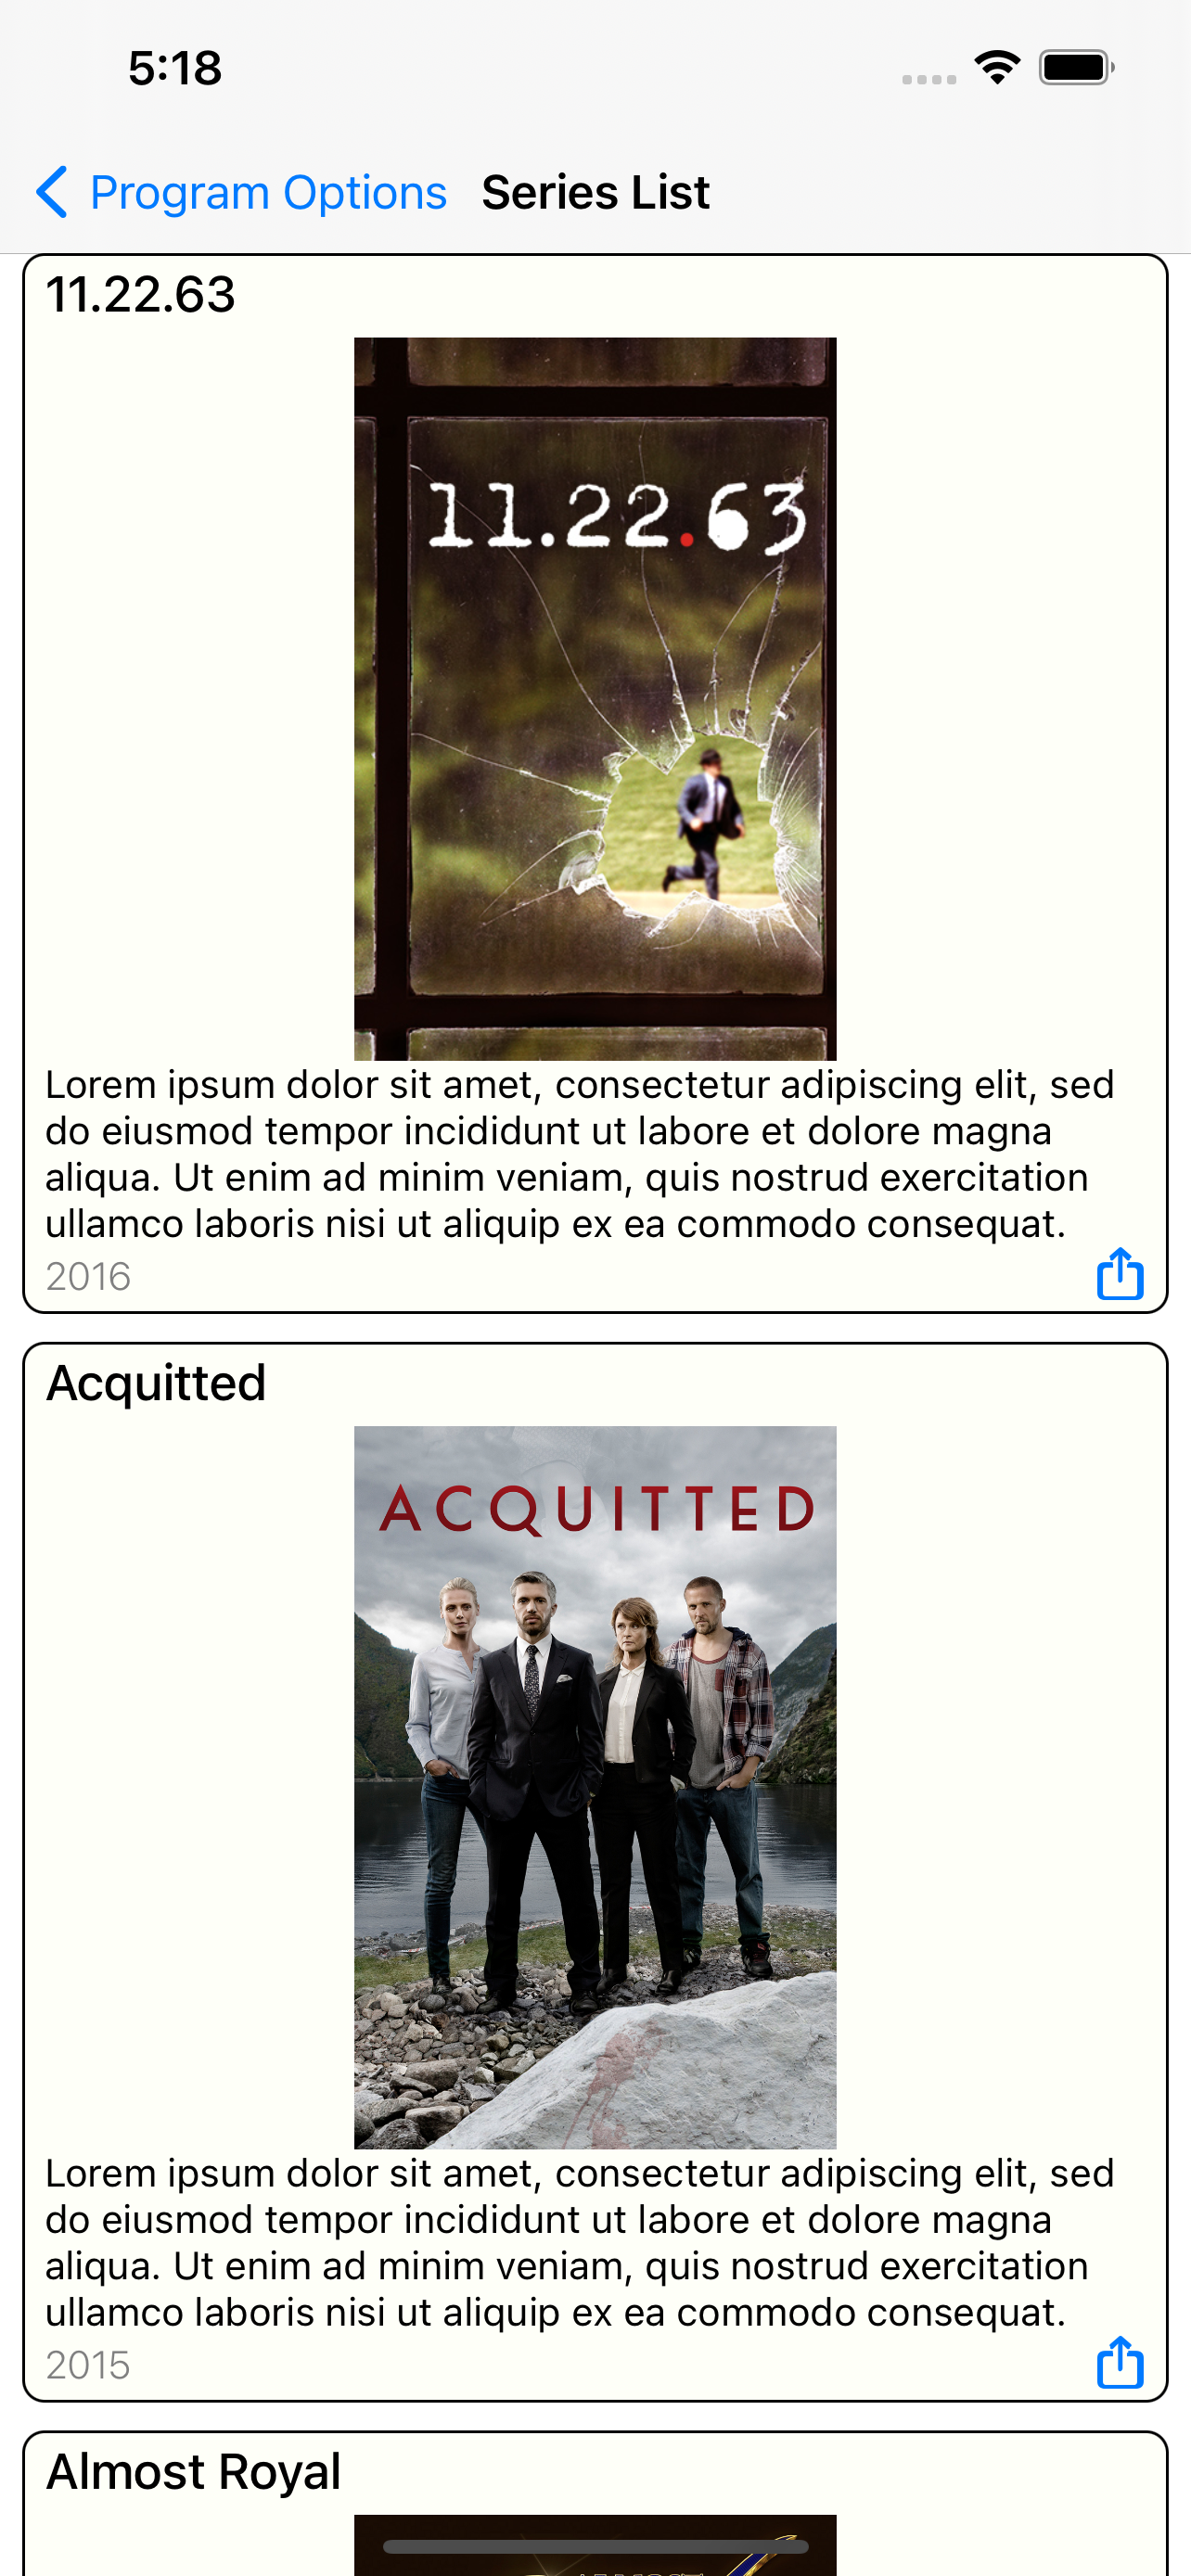 5:18
Program Options Series List
11.22.63
11.22.63
Lorem ipsum dolor sit amet, consectetur adipiscing elit, sed
do eiusmod tempor incididunt ut labore et dolore magna
aliqua. Ut enim ad minim veniam, quis nostrud exercitation
ullamco laboris nisi ut aliquip ex ea commodo consequat.
2016
Acquitted
ACQUITTED
Lorem ipsum dolor sit amet, consectetur adipiscing elit, sed
do eiusmod tempor incididunt ut labore et dolore magna
aliqua. Ut enim ad minim veniam, quis nostrud exercitation
ullamco laboris nisi ut aliquip ex ea commodo consequat.
2015
Almost Royal